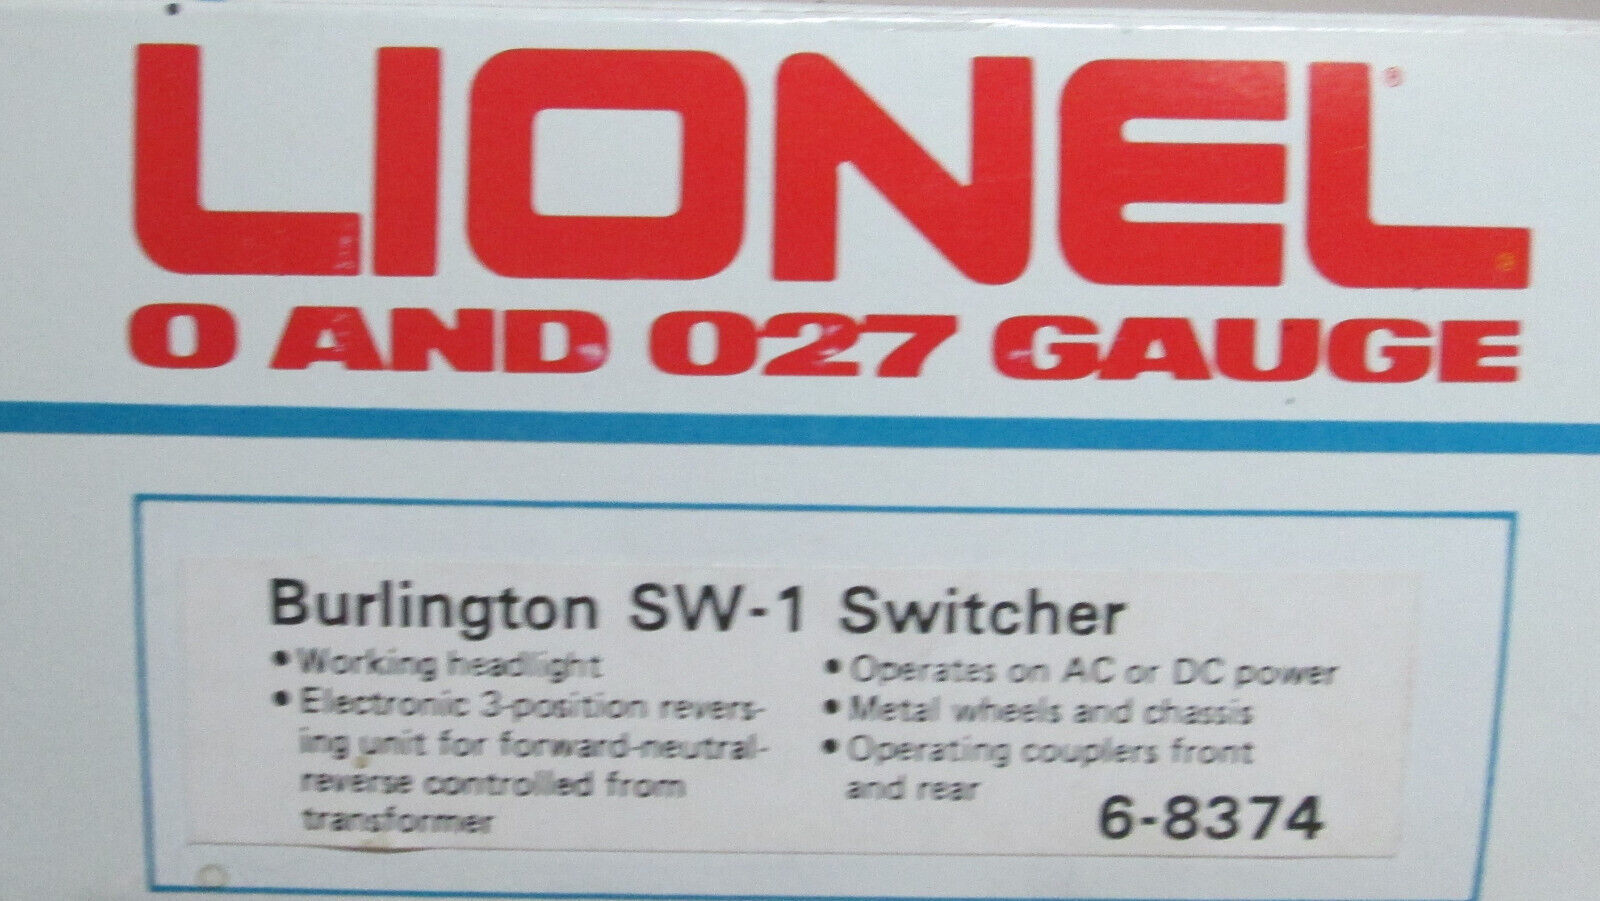 LIONEL®
O AND O27 GAUGE
Burlington SW-1 Switcher
• Working headlight
• Electronic 3-position revers-
ing unit for forward-neutral-
reverse controlled from
transformer
• Operates on AC or DC power
• Metal wheels and chassis
• Operating couplers front
and rear
6-8374